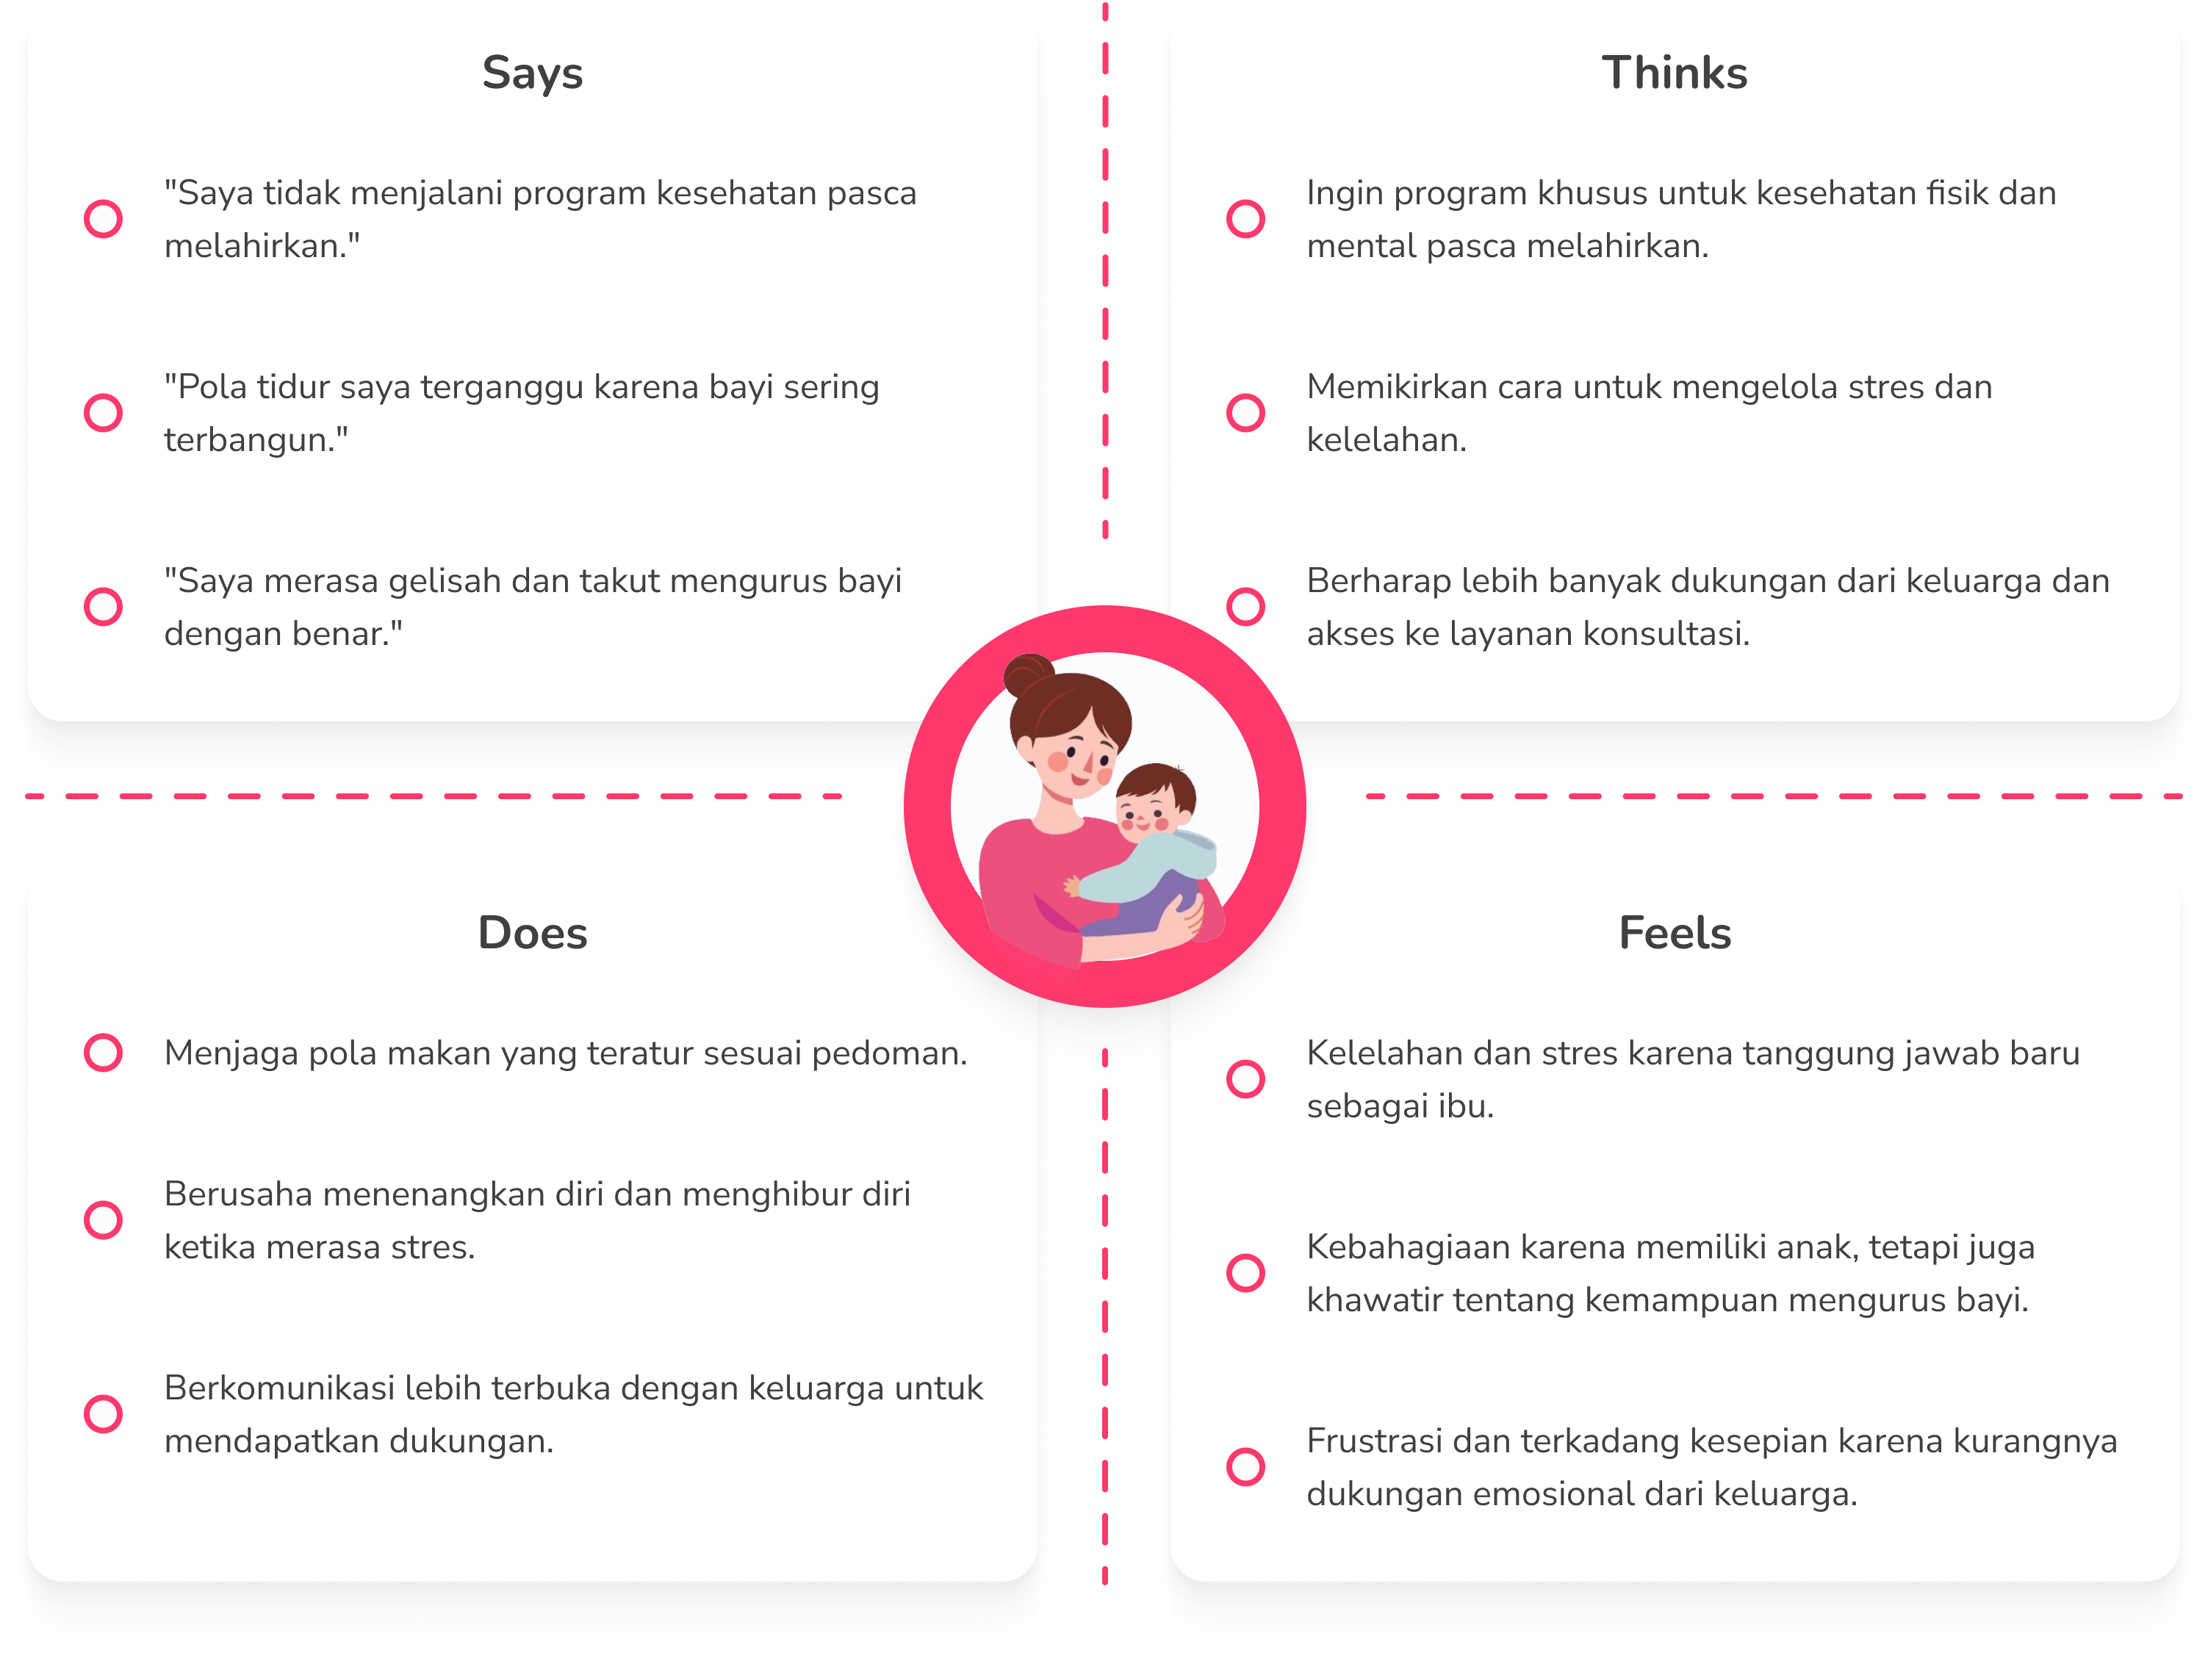 Says
"Saya tidak menjalani program kesehatan pasca
melahirkan."
"Pola tidur saya terganggu karena bayi sering
terbangun."
"Saya merasa gelisah dan takut mengurus bayi
dengan benar."
Thinks
Ingin program khusus untuk kesehatan fisik dan
mental pasca melahirkan.
Memikirkan cara untuk mengelola stres dan
kelelahan.
Berharap lebih banyak dukungan dari keluarga dan
akses ke layanan konsultasi.
Does
Menjaga pola makan yang teratur sesuai pedoman.
Berusaha menenangkan diri dan menghibur diri
ketika merasa stres.
Berkomunikasi lebih terbuka dengan keluarga untuk
mendapatkan dukungan.
Feels
Kelelahan dan stres karena tanggung jawab baru
sebagai ibu.
Kebahagiaan karena memiliki anak, tetapi juga
khawatir tentang kemampuan mengurus bayi.
Frustrasi dan terkadang kesepian karena kurangnya
dukungan emosional dari keluarga.